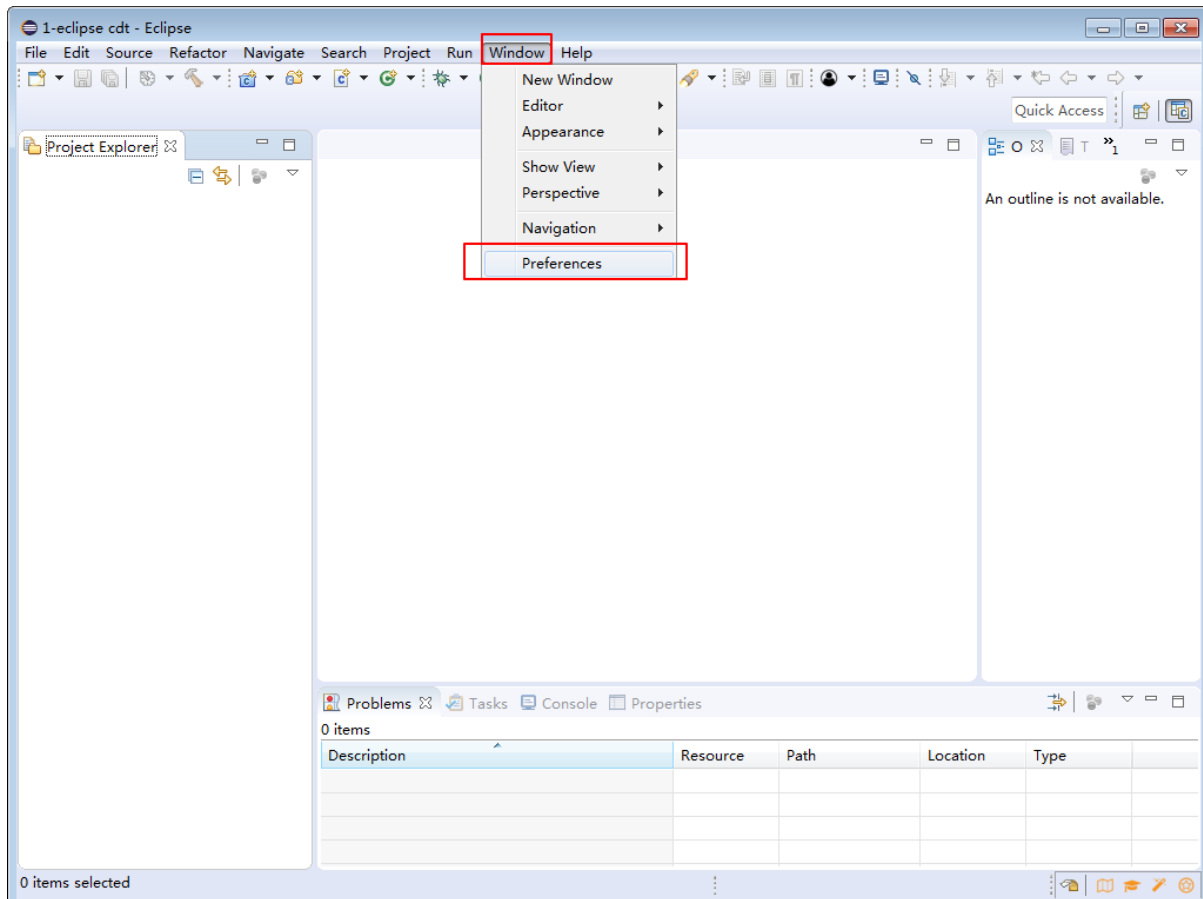 1-eclipse cdt - Eclipse
File Edit Source Refactor Navigate Search Project Run Window Help
New Window
Editor
Appearance
Show View
Perspective
Navigation
Preferences
Quick Access
Project Explorer
O T »1
An outline is not available.
Problems Tasks Console Properties
0 items
Description Resource Path Location Type
0 items selected